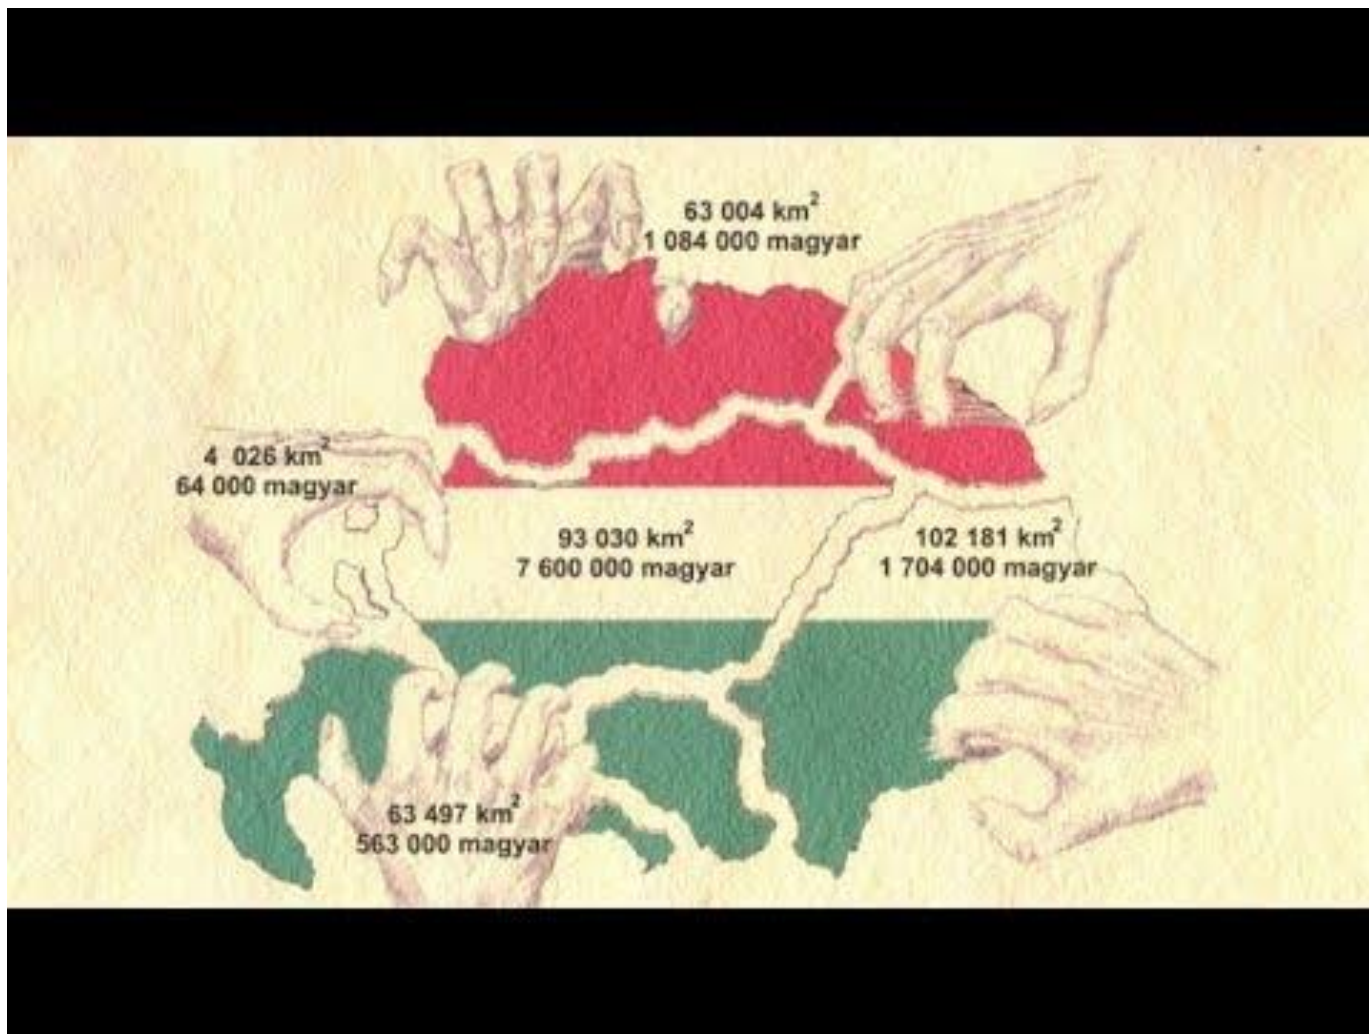 63 004 km²
1 084 000 magyar
4 026 km²
64 000 magyar
93 030 km²
7 600 000 magyar
102 181 km²
1 704 000 magyar
63 497 km²
563 000 magyar